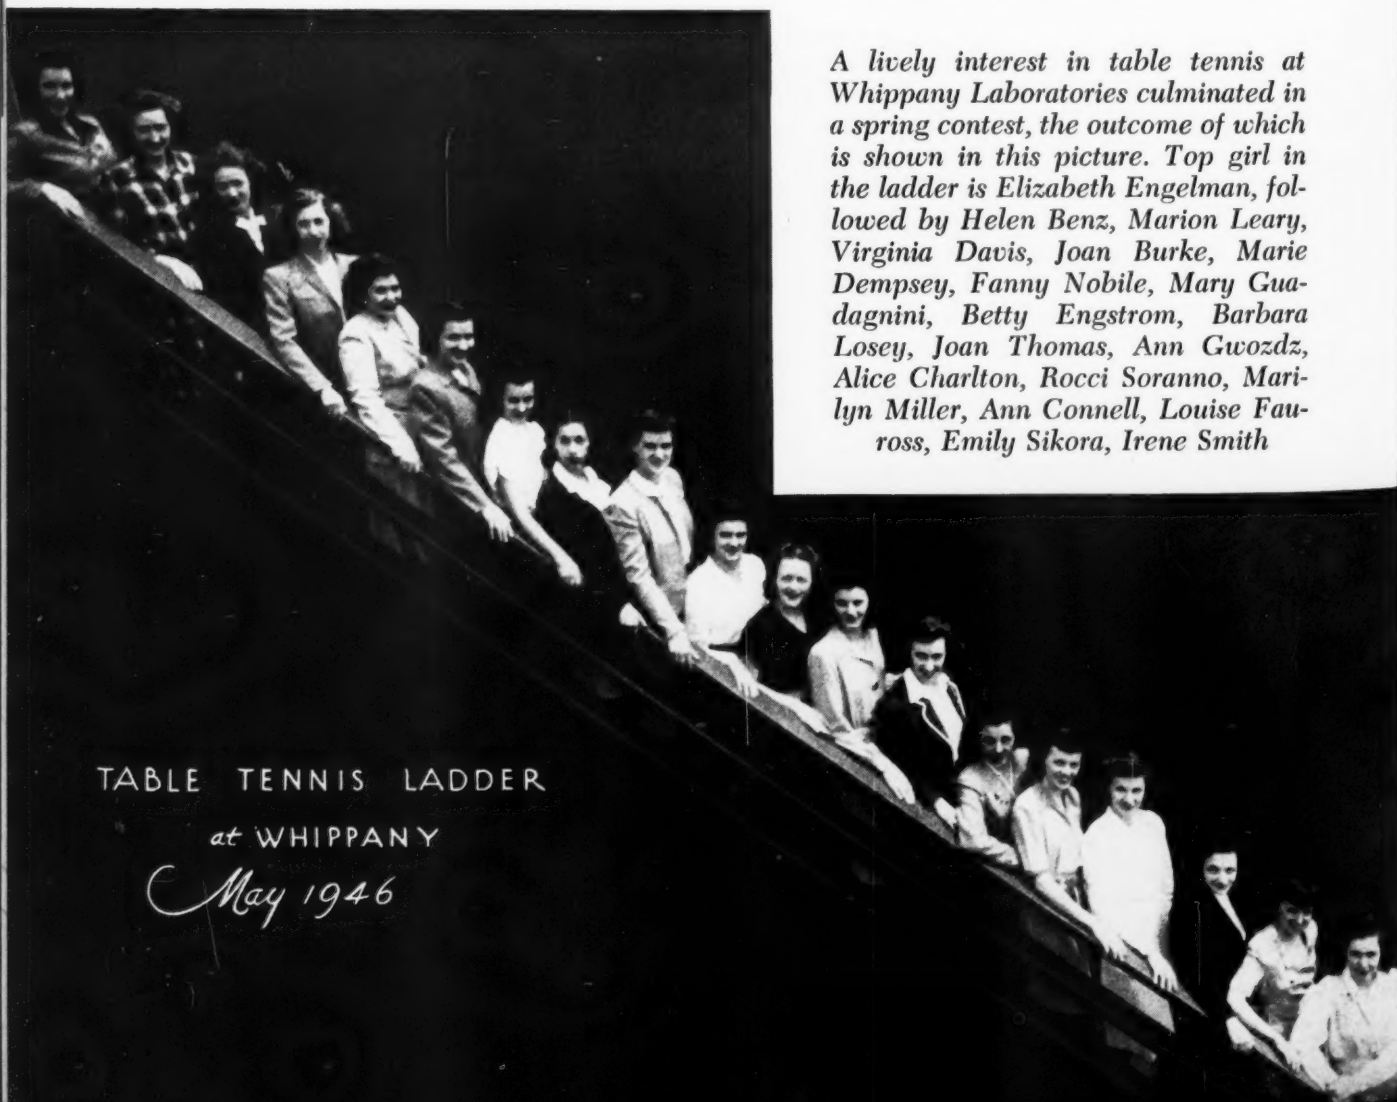 A lively interest in table tennis at
Whippany Laboratories culminated in
a spring contest, the outcome of which
is shown in this picture. Top girl in
the ladder is Elizabeth Engelman, fol-
lowed by Helen Benz, Marion Leary,
Virginia Davis, Joan Burke, Marie
Dempsey, Fanny Nobile, Mary Gua-
dagnini, Betty Engstrom, Barbara
Losey, Joan Thomas, Ann Gwozdz,
Alice Charlton, Rocci Soranno, Mari-
lyn Miller, Ann Connell, Louise Fau-
ross, Emily Sikora, Irene Smith
TABLE TENNIS LADDER
at WHIPPANY
May 1946